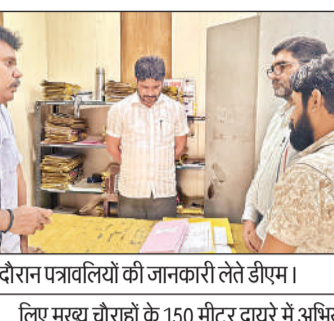 दौरान पत्रावलियों की जानकारी लेते डीएम।
लिए मुख्य चौराहों के 150 मीटर दायरे में